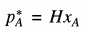 p*_A = Hx_A